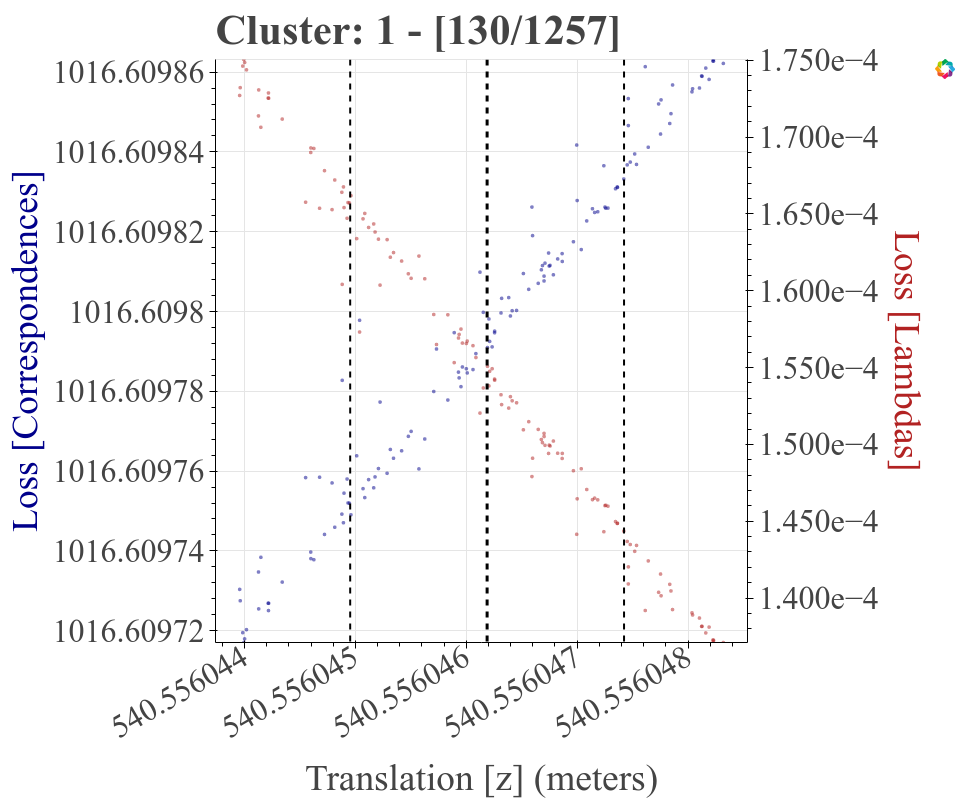 Cluster: 1 - [130/1257]
Loss [Correspondences]
1016.60986
1016.60984
1016.60982
1016.6098
1016.60978
1016.60976
1016.60974
1016.60972
1.750e−4
1.700e−4
1.650e−4
1.600e−4
1.550e−4
1.500e−4
1.450e−4
1.400e−4
Loss [Lambdas]
540.556044
540.556045
540.556046
540.556047
540.556048
Translation [z] (meters)